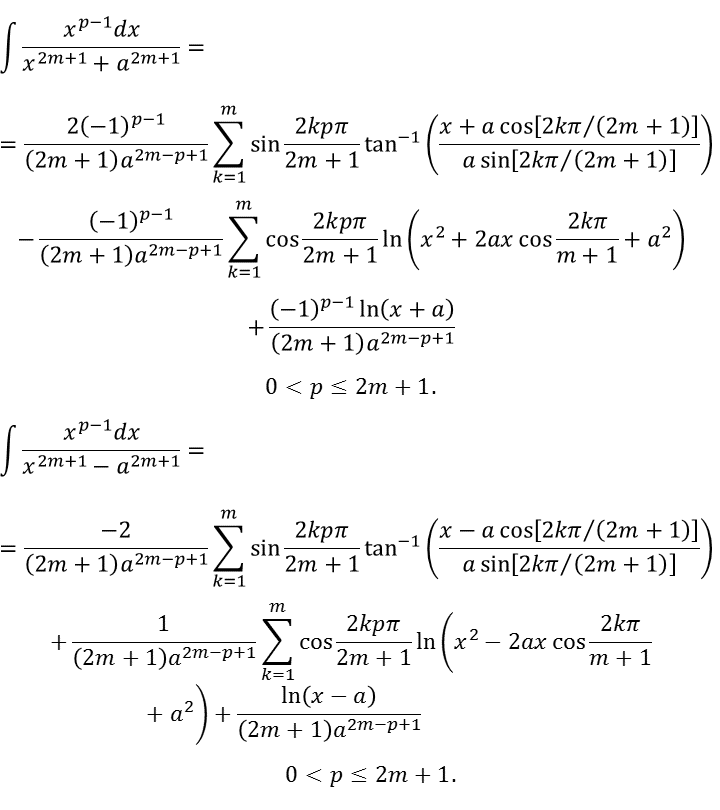 ∫ x^{p−1}dx / (x^{2m+1} + a^{2m+1}) =
= 2(−1)^{p−1} / ((2m + 1)a^{2m−p+1}) ∑_{k=1}^{m} sin (2kpπ / (2m + 1)) tan^{−1} ((x + a cos[2kπ/(2m + 1)]) / (a sin[2kπ/(2m + 1)]))
− (−1)^{p−1} / ((2m + 1)a^{2m−p+1}) ∑_{k=1}^{m} cos (2kpπ / (2m + 1)) ln (x² + 2ax cos (2kπ / (m + 1)) + a²)
+ (−1)^{p−1} ln(x + a) / ((2m + 1)a^{2m−p+1})
0 < p ≤ 2m + 1.
∫ x^{p−1}dx / (x^{2m+1} − a^{2m+1}) =
= −2 / ((2m + 1)a^{2m−p+1}) ∑_{k=1}^{m} sin (2kpπ / (2m + 1)) tan^{−1} ((x − a cos[2kπ/(2m + 1)]) / (a sin[2kπ/(2m + 1)]))
+ 1 / ((2m + 1)a^{2m−p+1}) ∑_{k=1}^{m} cos (2kpπ / (2m + 1)) ln (x² − 2ax cos (2kπ / (m + 1))
+ a²) + ln(x − a) / ((2m + 1)a^{2m−p+1})
0 < p ≤ 2m + 1.